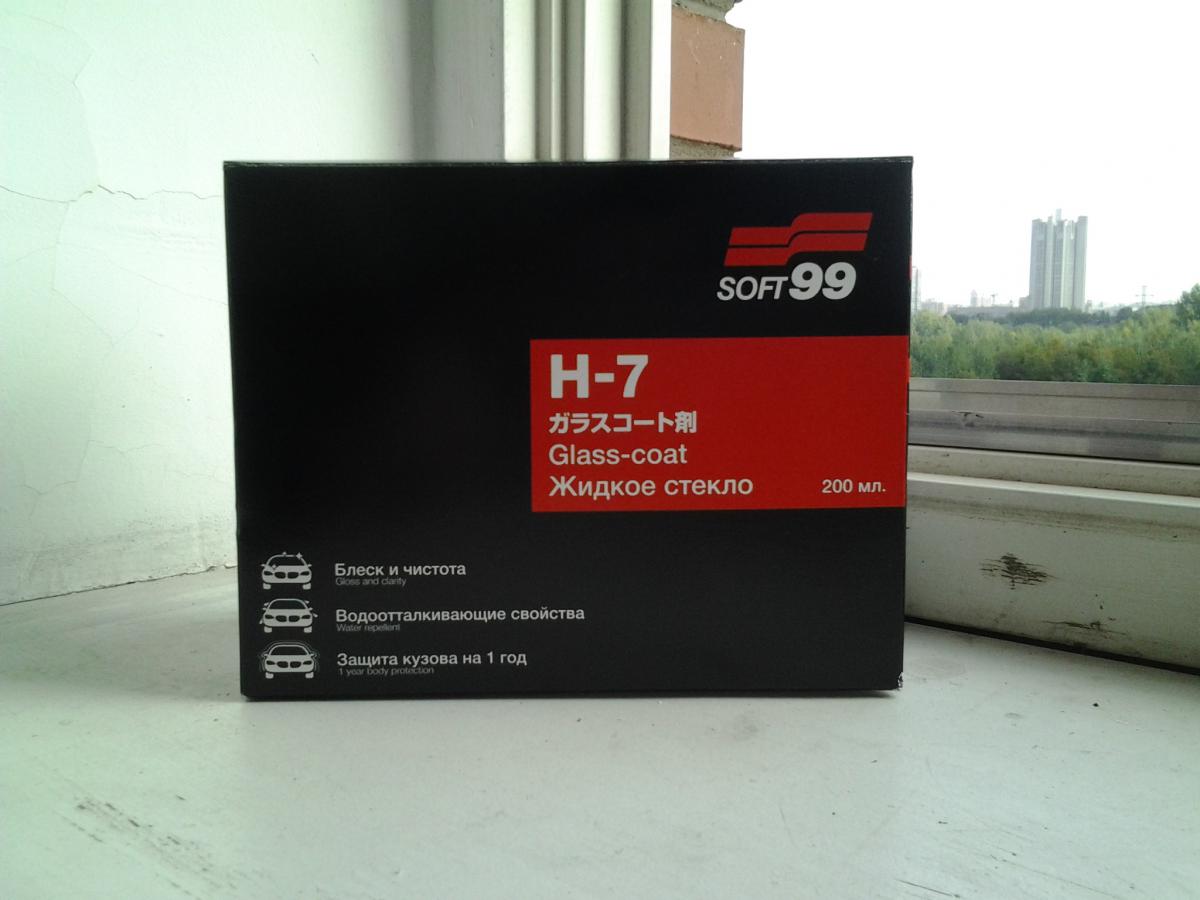 SOFT99
H-7
ガラスコート剤
Glass-coat
Жидкое стекло
200 мл.
Блеск и чистота
Gloss and clarity
Водоотталкивающие свойства
Water repellent
Защита кузова на 1 год
1 year body protection